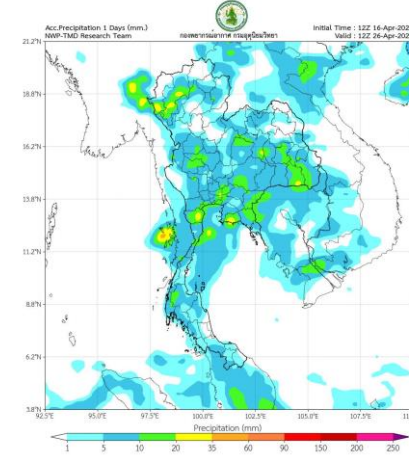 Acc.Precipitation 1 Days (mm.)
NWP-TMD Research Team
กองพยากรณ์อากาศ กรมอุตุนิยมวิทยา
Initial Time : 12Z 16-Apr-202
Valid : 12Z 26-Apr-202
21.2°N
18.8°N
16.2°N
13.8°N
11.2°N
8.8°N
6.2°N
3.8°N
92.5°E 95.0°E 97.5°E 100.0°E 102.5°E 105.0°E 107.5°E
Precipitation (mm)
1 5 10 20 35 60 90 150 200 250